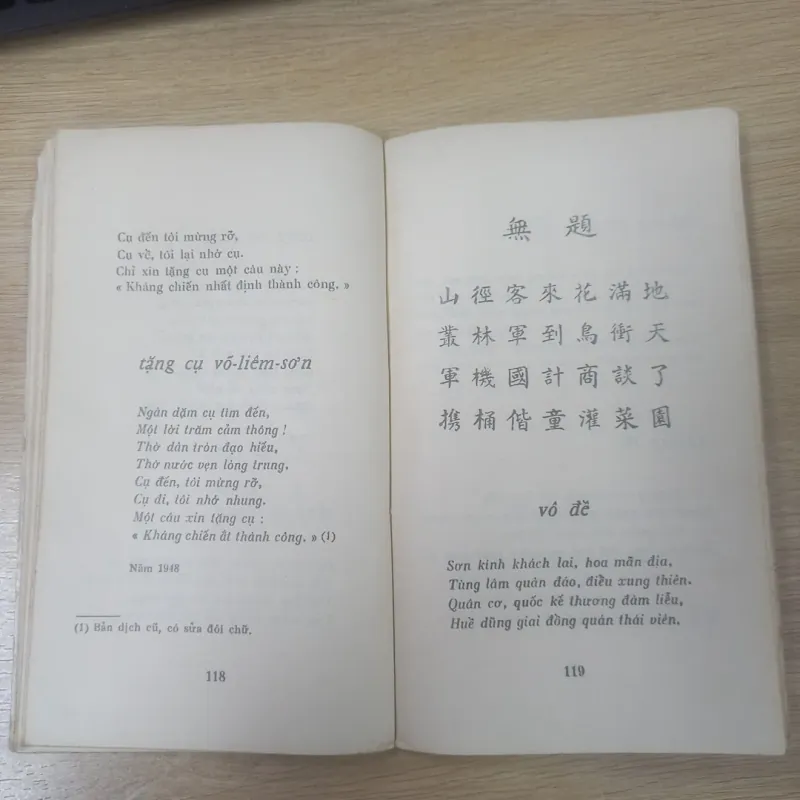 Cụ đến tôi mừng rỡ,
Cụ về, tôi lại nhớ cụ.
Chỉ xin tặng cụ một câu này :
« Kháng chiến nhất định thành công. »
tặng cụ võ-liêm-sơn
Ngàn dặm cụ tìm đến,
Một lời trăm cảm thông !
Thờ dân tròn đạo hiếu,
Thờ nước vẹn lòng trung.
Cụ đến, tôi mừng rỡ,
Cụ đi, tôi nhớ nhung.
Một câu xin tặng cụ :
« Kháng chiến ắt thành công. » (1)
Năm 1948
(1) Bản dịch cũ, có sửa đôi chữ.
118
無 題
山 徑 客 來 花 滿 地
叢 林 軍 到 鳥 衝 天
軍 機 國 計 商 談 了
携 桶 偕 童 灌 菜 園
vô đề
Sơn kính khách lai, hoa mãn địa,
Tùng lâm quân đáo, điểu xung thiên.
Quân cơ, quốc kế thương đàm liễu,
Huề dũng giai đồng quán thái viên.
119